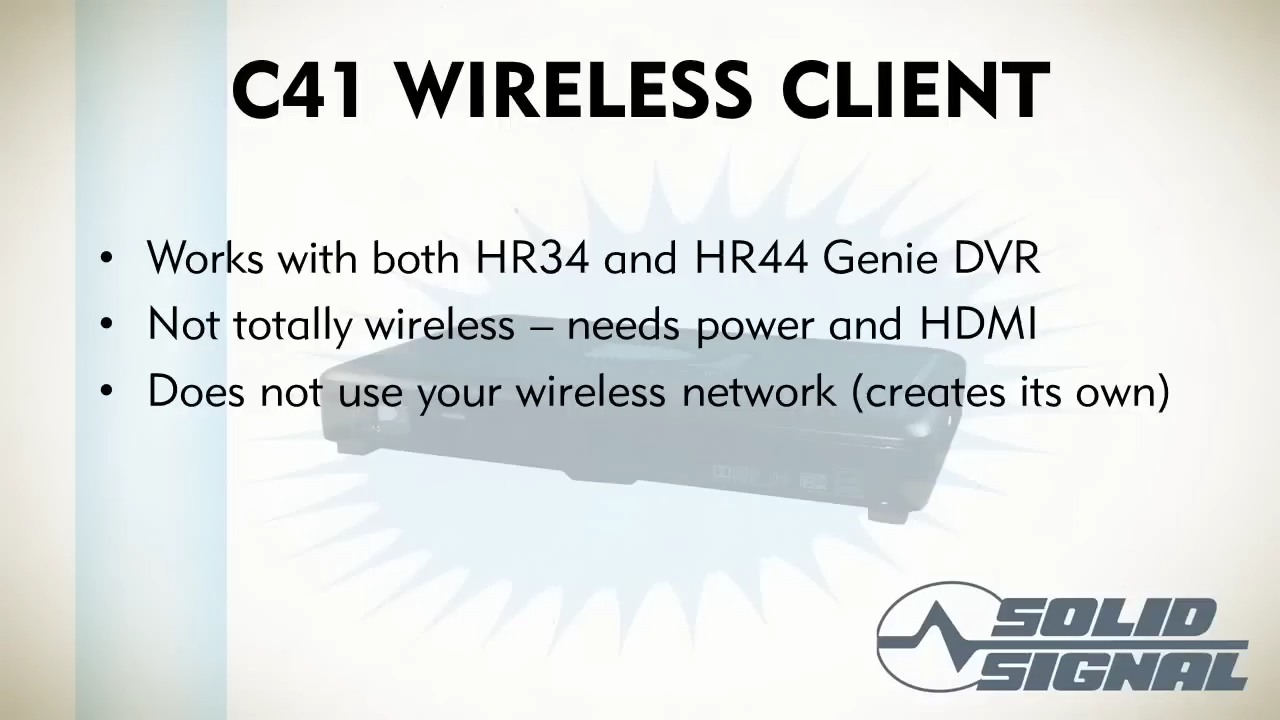 C41 WIRELESS CLIENT
• Works with both HR34 and HR44 Genie DVR
• Not totally wireless – needs power and HDMI
• Does not use your wireless network (creates its own)
SOLID
SIGNAL